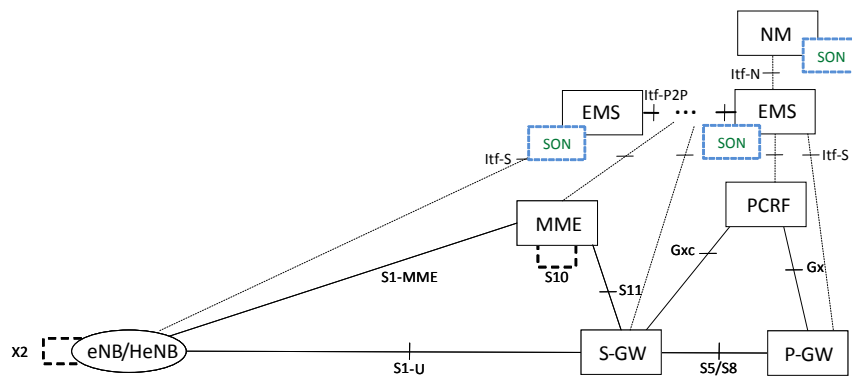 NM
SON
Itf-N
Itf-P2P
EMS
...
EMS
SON
SON
Itf-S
Itf-S
PCRF
MME
Gxc
S1-MME
S10
S11
Gx
X2
eNB/HeNB
S-GW
P-GW
S1-U
S5/S8